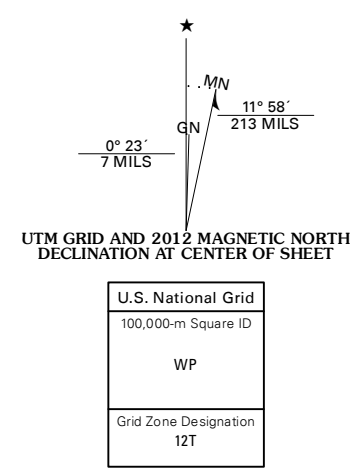 ★
MN
GN
11° 58´
213 MILS
0° 23´
7 MILS
UTM GRID AND 2012 MAGNETIC NORTH
DECLINATION AT CENTER OF SHEET
U.S. National Grid
100,000-m Square ID
WP
Grid Zone Designation
12T